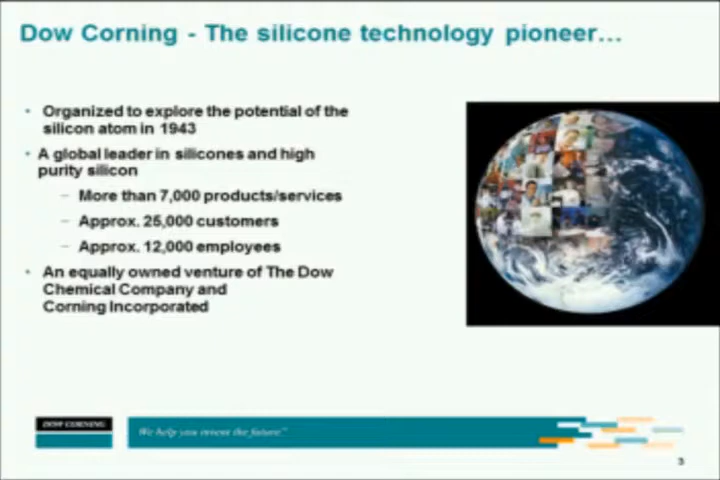 Dow Corning - The silicone technology pioneer...
• Organized to explore the potential of the
silicon atom in 1943
• A global leader in silicones and high
purity silicon
– More than 7,000 products/services
– Approx. 25,000 customers
– Approx. 12,000 employees
• An equally owned venture of The Dow
Chemical Company and
Corning Incorporated
DOW CORNING
We help you invent the future.™
3